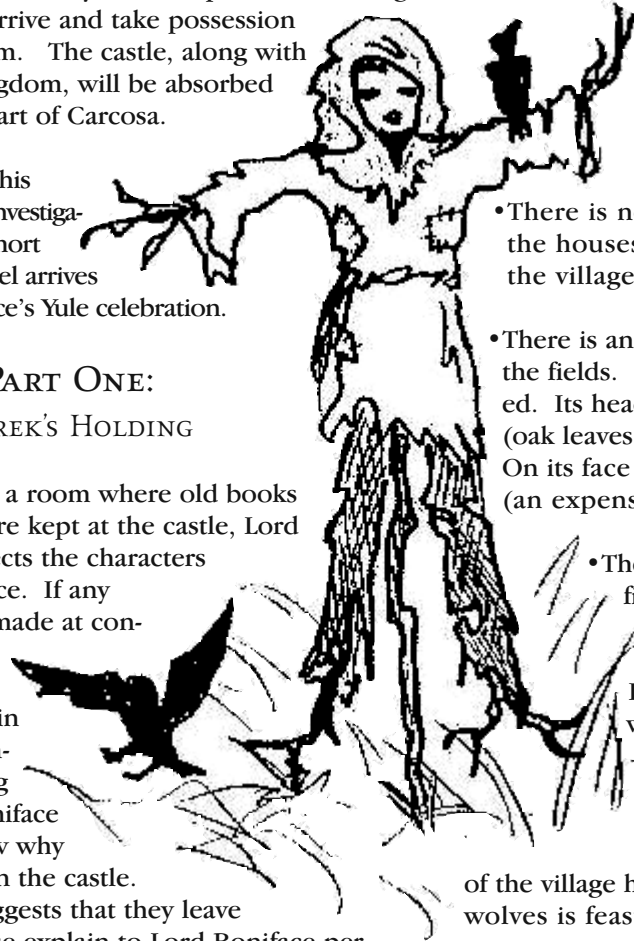 rrive and take possession
m. The castle, along with
gdom, will be absorbed
art of Carcosa.
his
nvestiga-
hort
el arrives
ce's Yule celebration.
PART ONE:
REK'S HOLDING
a room where old books
re kept at the castle, Lord
ects the characters
ce. If any
made at con-
in
n-
g
niface
w why
n the castle.
ggests that they leave
e explain to Lord Boniface per
•There is n
the houses
the village
•There is an
the fields.
ed. Its hea
(oak leaves
On its face
(an expens
•The
fi
of the village h
wolves is feas